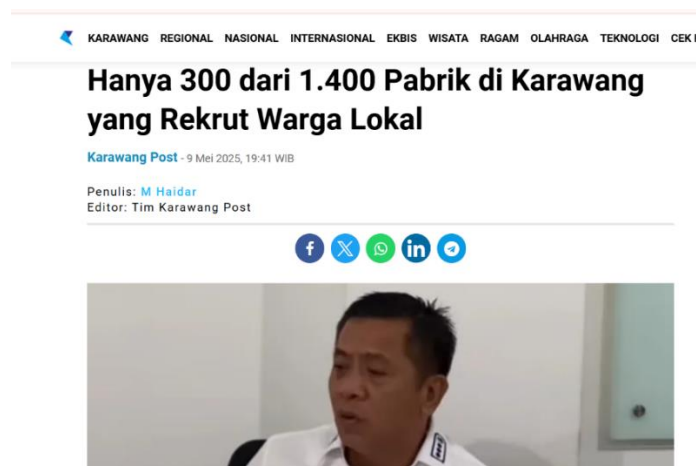 KARAWANG REGIONAL NASIONAL INTERNASIONAL EKBIS WISATA RAGAM OLAHRAGA TEKNOLOGI CEK
Hanya 300 dari 1.400 Pabrik di Karawang
yang Rekrut Warga Lokal
Karawang Post - 9 Mei 2025, 19:41 WIB
Penulis: M Haidar
Editor: Tim Karawang Post